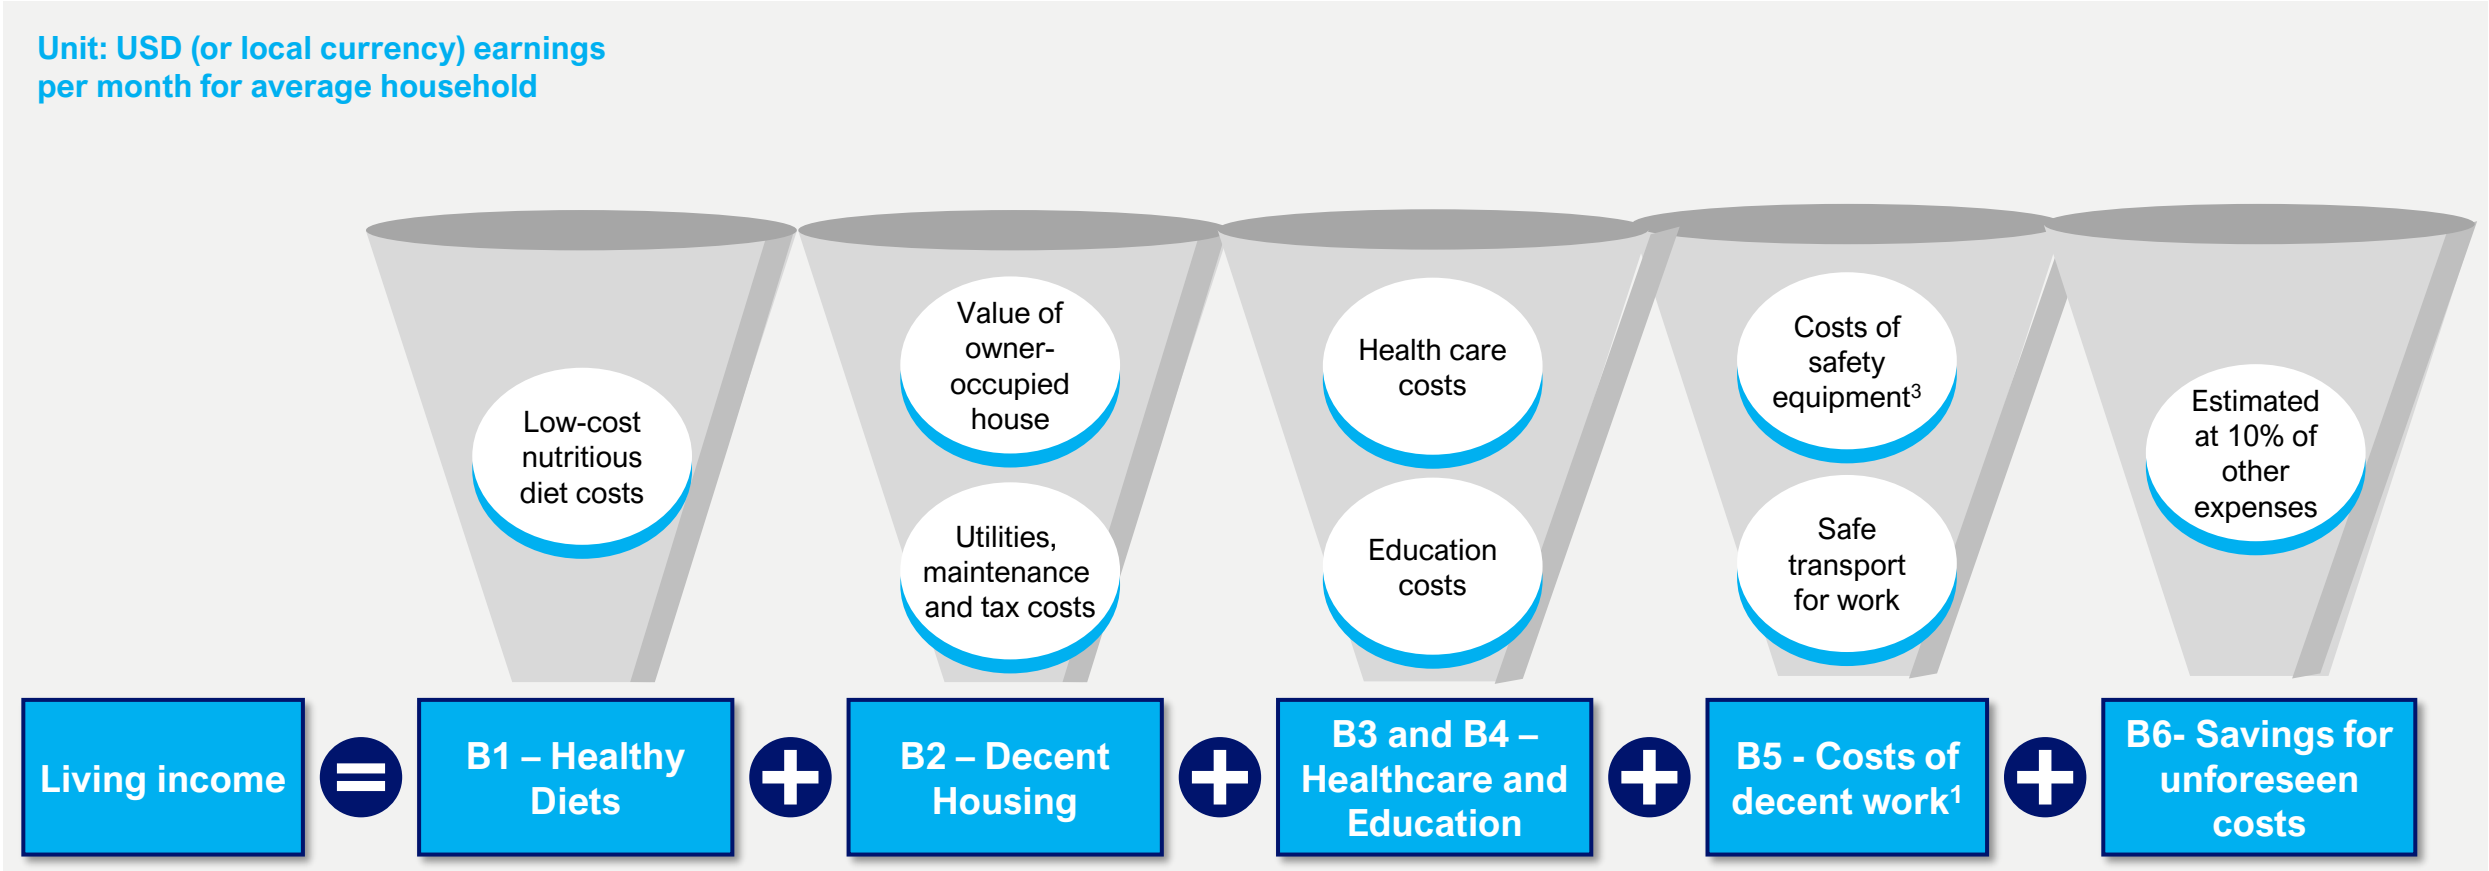 Unit: USD (or local currency) earnings
per month for average household
Low-cost
nutritious
diet costs
Value of
owner-
occupied
house
Utilities,
maintenance
and tax costs
Health care
costs
Education
costs
Costs of
safety
equipment³
Safe
transport
for work
Estimated
at 10% of
other
expenses
Living income
=
B1 – Healthy
Diets
+
B2 – Decent
Housing
+
B3 and B4 –
Healthcare and
Education
+
B5 - Costs of
decent work¹
+
B6- Savings for
unforeseen
costs